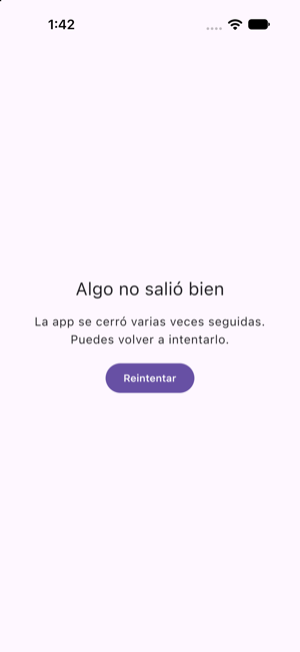 1:42
Algo no salió bien
La app se cerró varias veces seguidas.
Puedes volver a intentarlo.
Reintentar